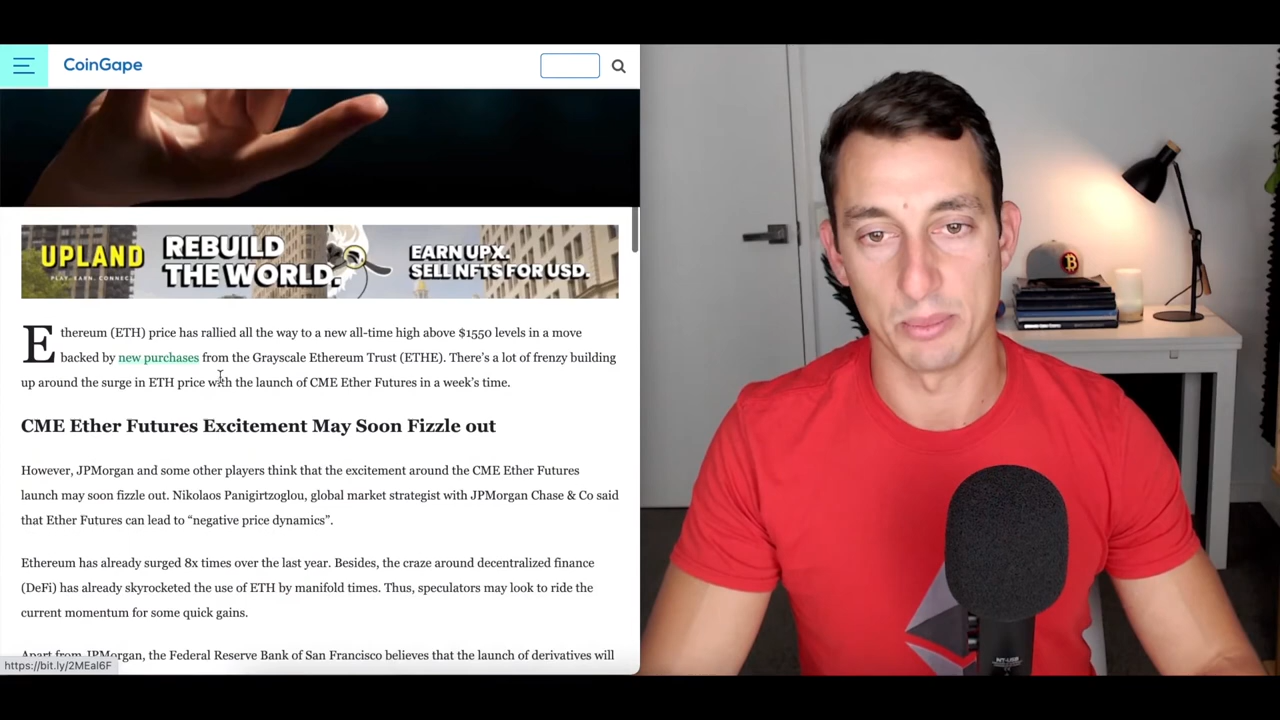 CoinGape
UPLAND
PLAY. EARN. CONNECT.
REBUILD
THE WORLD.
EARN UPX.
SELL NFTS FOR USD.
Ethereum (ETH) price has rallied all the way to a new all-time high above $1550 levels in a move
backed by new purchases from the Grayscale Ethereum Trust (ETHE). There’s a lot of frenzy building
up around the surge in ETH price with the launch of CME Ether Futures in a week’s time.
CME Ether Futures Excitement May Soon Fizzle out
However, JPMorgan and some other players think that the excitement around the CME Ether Futures
launch may soon fizzle out. Nikolaos Panigirtzoglou, global market strategist with JPMorgan Chase & Co said
that Ether Futures can lead to “negative price dynamics”.
Ethereum has already surged 8x times over the last year. Besides, the craze around decentralized finance
(DeFi) has already skyrocketed the use of ETH by manifold times. Thus, speculators may look to ride the
current momentum for some quick gains.
Apart from JPMorgan, the Federal Reserve Bank of San Francisco believes that the launch of derivatives will
https://bit.ly/2MEaI6F
NT-USB